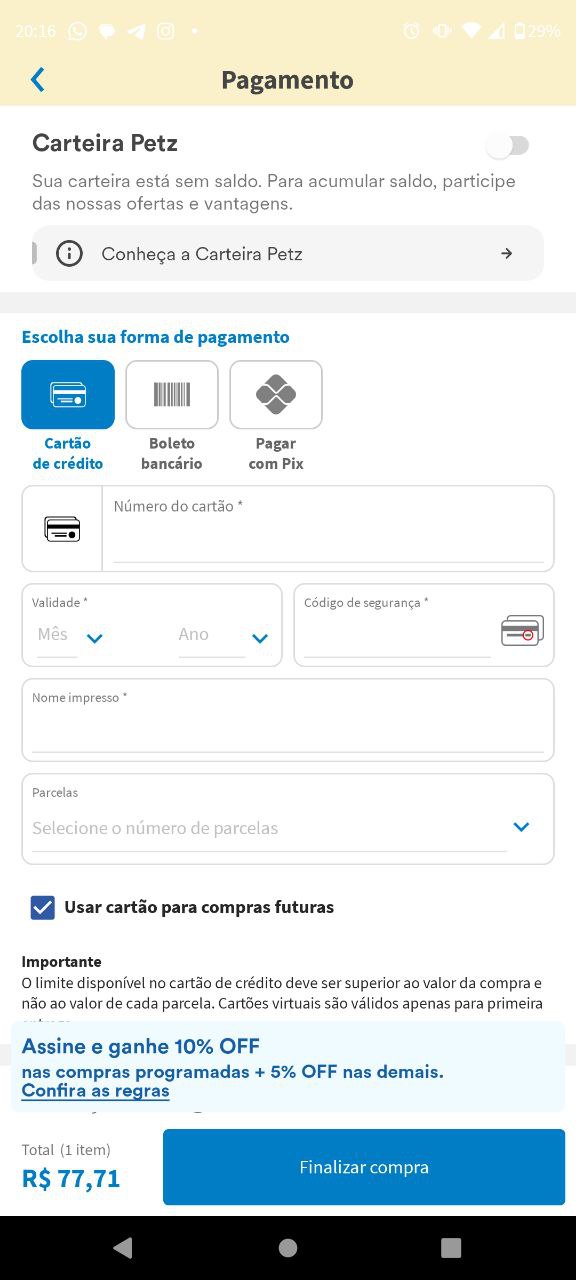 20:16
29%
Pagamento
Carteira Petz
Sua carteira está sem saldo. Para acumular saldo, participe
das nossas ofertas e vantagens.
Conheça a Carteira Petz
Escolha sua forma de pagamento
Cartão
de crédito
Boleto
bancário
Pagar
com Pix
Número do cartão *
Validade *
Mês
Ano
Código de segurança *
Nome impresso *
Parcelas
Selecione o número de parcelas
Usar cartão para compras futuras
Importante
O limite disponível no cartão de crédito deve ser superior ao valor da compra e
não ao valor de cada parcela. Cartões virtuais são válidos apenas para primeira
Assine e ganhe 10% OFF
nas compras programadas + 5% OFF nas demais.
Confira as regras
Total (1 item)
R$ 77,71
Finalizar compra